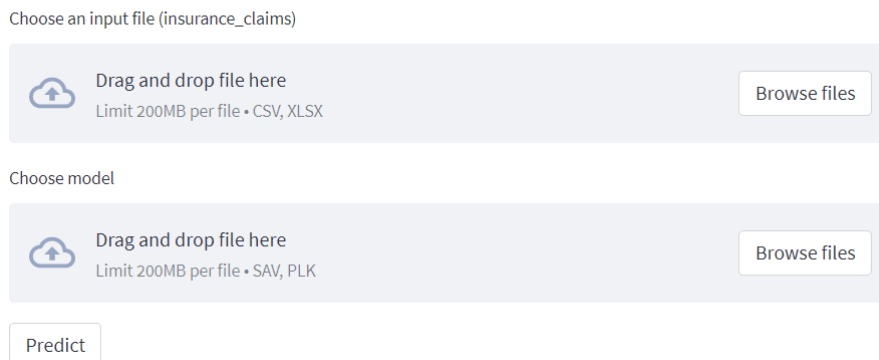 Choose an input file (insurance_claims)
Drag and drop file here
Limit 200MB per file • CSV, XLSX
Browse files
Choose model
Drag and drop file here
Limit 200MB per file • SAV, PLK
Browse files
Predict